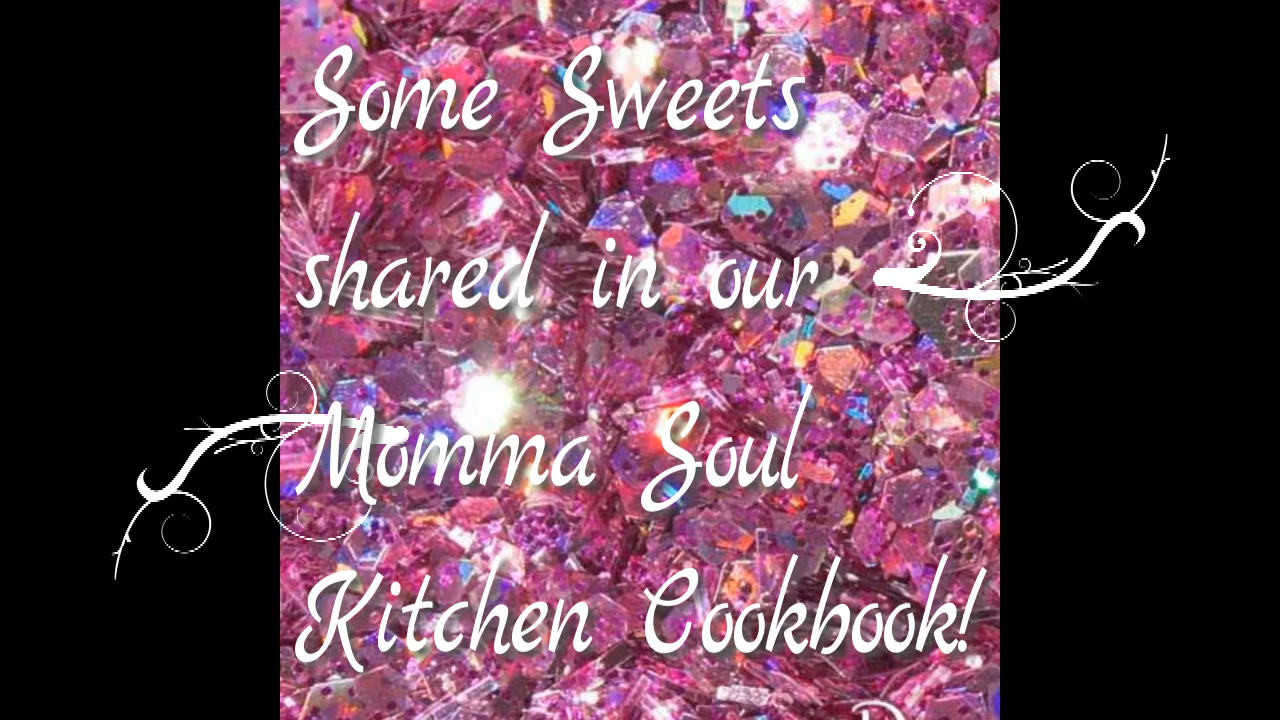 Some Sweets
shared in our
Momma Soul
Kitchen Cookbook!